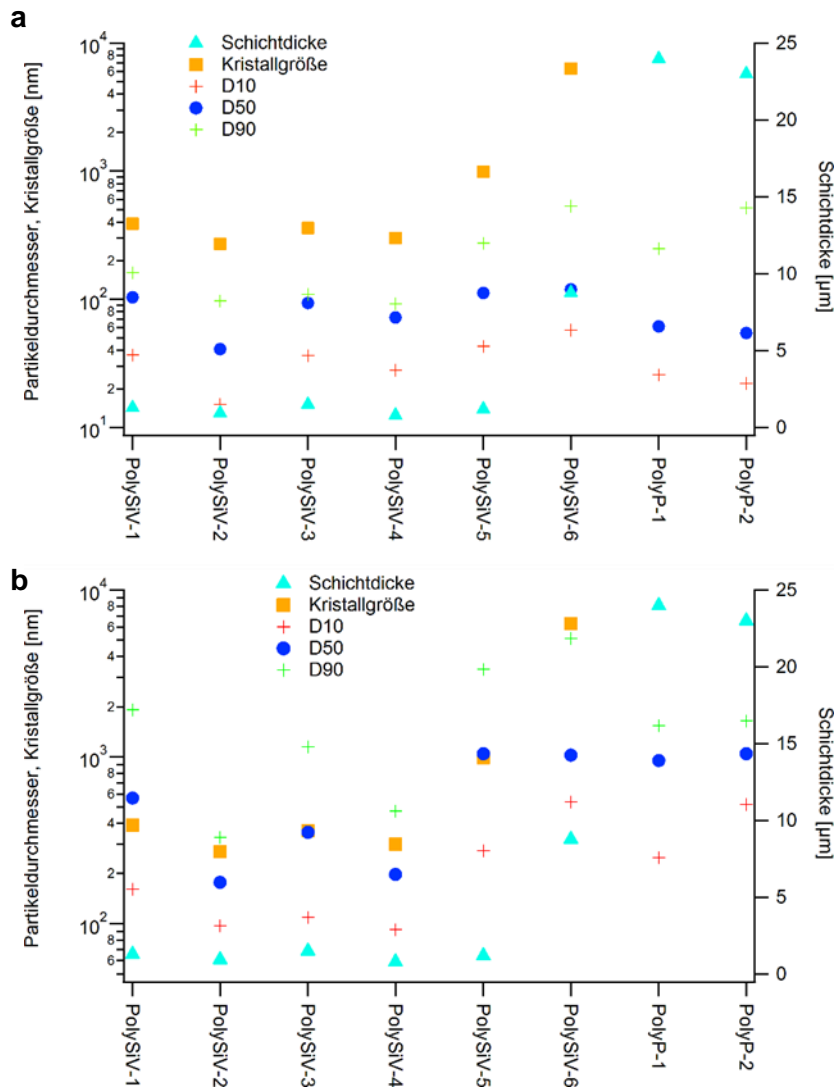 a
Schichtdicke
Kristallgröße
D10
D50
D90
Partikeldurchmesser, Kristallgröße [nm]
10⁴
8
6
4
2
10³
8
6
4
2
10²
8
6
4
2
10¹
25
20
15
10
5
0
Schichtdicke [µm]
PolySiV-1
PolySiV-2
PolySiV-3
PolySiV-4
PolySiV-5
PolySiV-6
PolyP-1
PolyP-2
b
Schichtdicke
Kristallgröße
D10
D50
D90
Partikeldurchmesser, Kristallgröße [nm]
10⁴
8
6
4
2
10³
8
6
4
2
10²
8
6
25
20
15
10
5
0
Schichtdicke [µm]
PolySiV-1
PolySiV-2
PolySiV-3
PolySiV-4
PolySiV-5
PolySiV-6
PolyP-1
PolyP-2